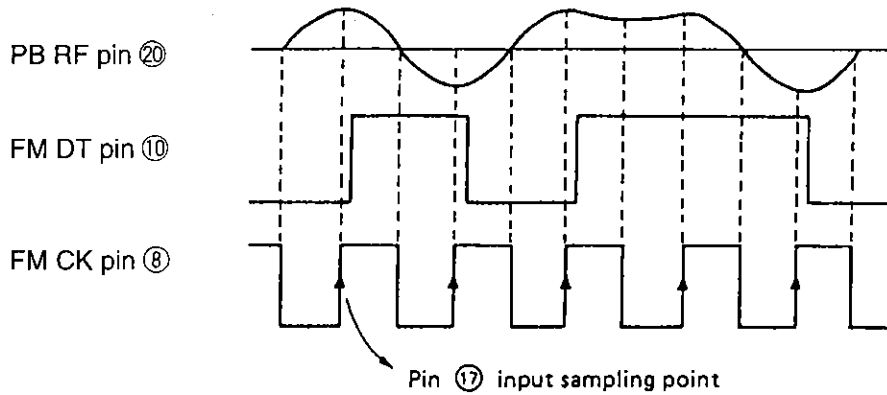 PB RF pin ⑳
FM DT pin ⑩
FM CK pin ⑧
Pin ⑰ input sampling point